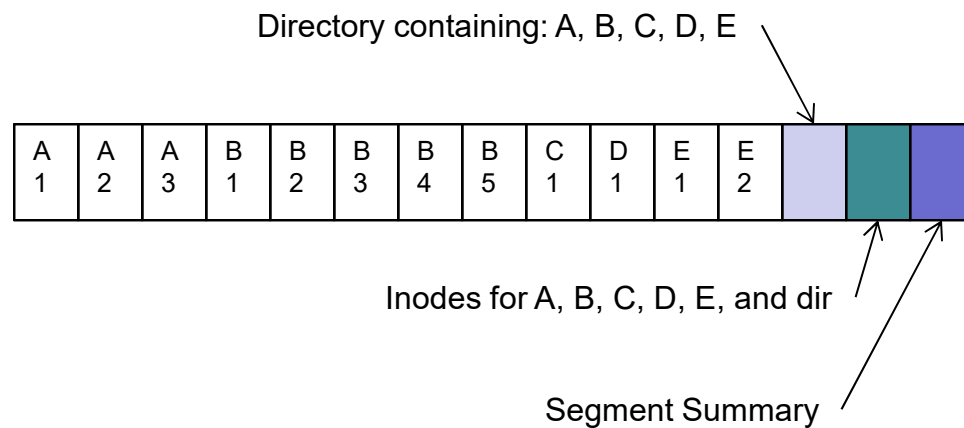 Directory containing: A, B, C, D, E
A A A B B B B B C D E E
1 2 3 1 2 3 4 5 1 1 1 2
Inodes for A, B, C, D, E, and dir
Segment Summary